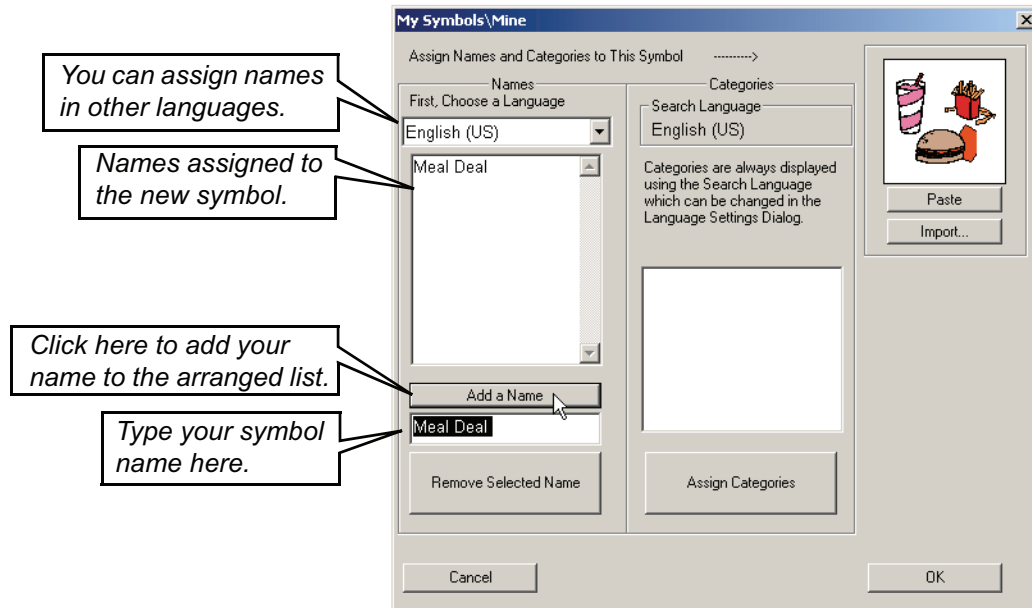 My Symbols\Mine
Assign Names and Categories to This Symbol ---------->
You can assign names
in other languages.
Names
First, Choose a Language
English (US)
Names assigned to
the new symbol.
Meal Deal
Click here to add your
name to the arranged list.
Add a Name
Type your symbol
name here.
Meal Deal
Remove Selected Name
Categories
Search Language
English (US)
Categories are always displayed
using the Search Language
which can be changed in the
Language Settings Dialog.
Assign Categories
Paste
Import...
Cancel
OK